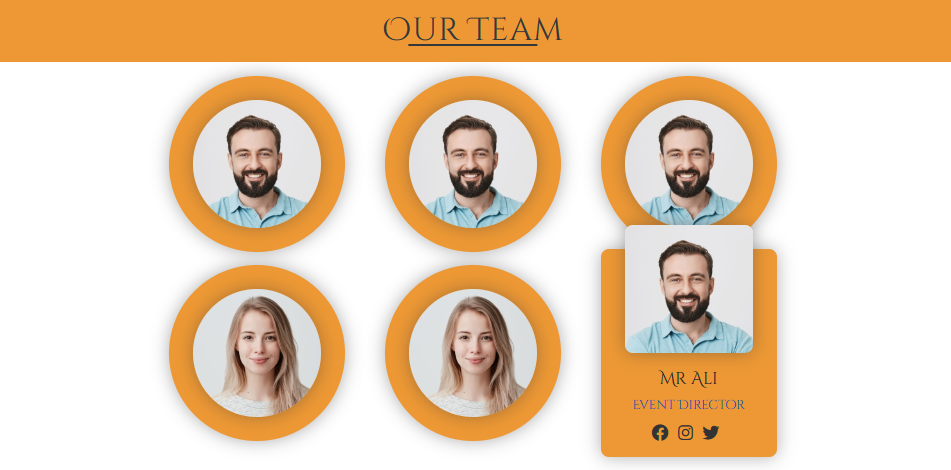 Our Team
Mr Ali
Event Director